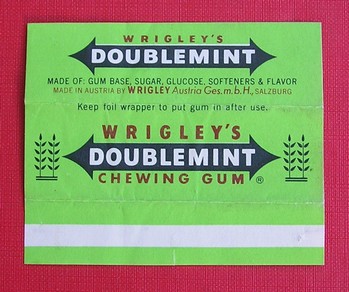 WRIGLEY'S
DOUBLEMINT
MADE OF: GUM BASE, SUGAR, GLUCOSE, SOFTENERS & FLAVOR
MADE IN AUSTRIA BY WRIGLEY Austria Ges.m.b.H., SALZBURG
Keep foil wrapper to put gum in after use.
WRIGLEY'S
DOUBLEMINT
CHEWING GUM ®